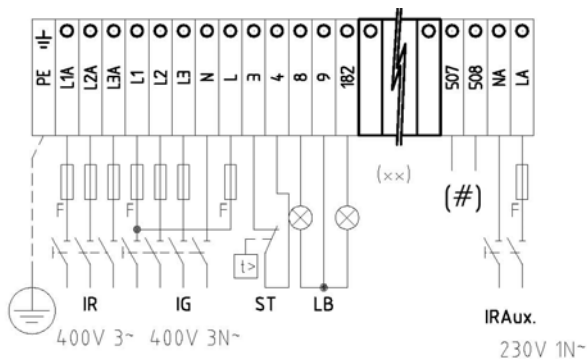 PE L1A L2A L3A L1 L2 L3 N L 3 4 8 9 182 507 508 NA LA
(xx)
(#)
F F F F
t>
IR IG ST LB IRAux.
400V 3~ 400V 3N~ 230V 1N~